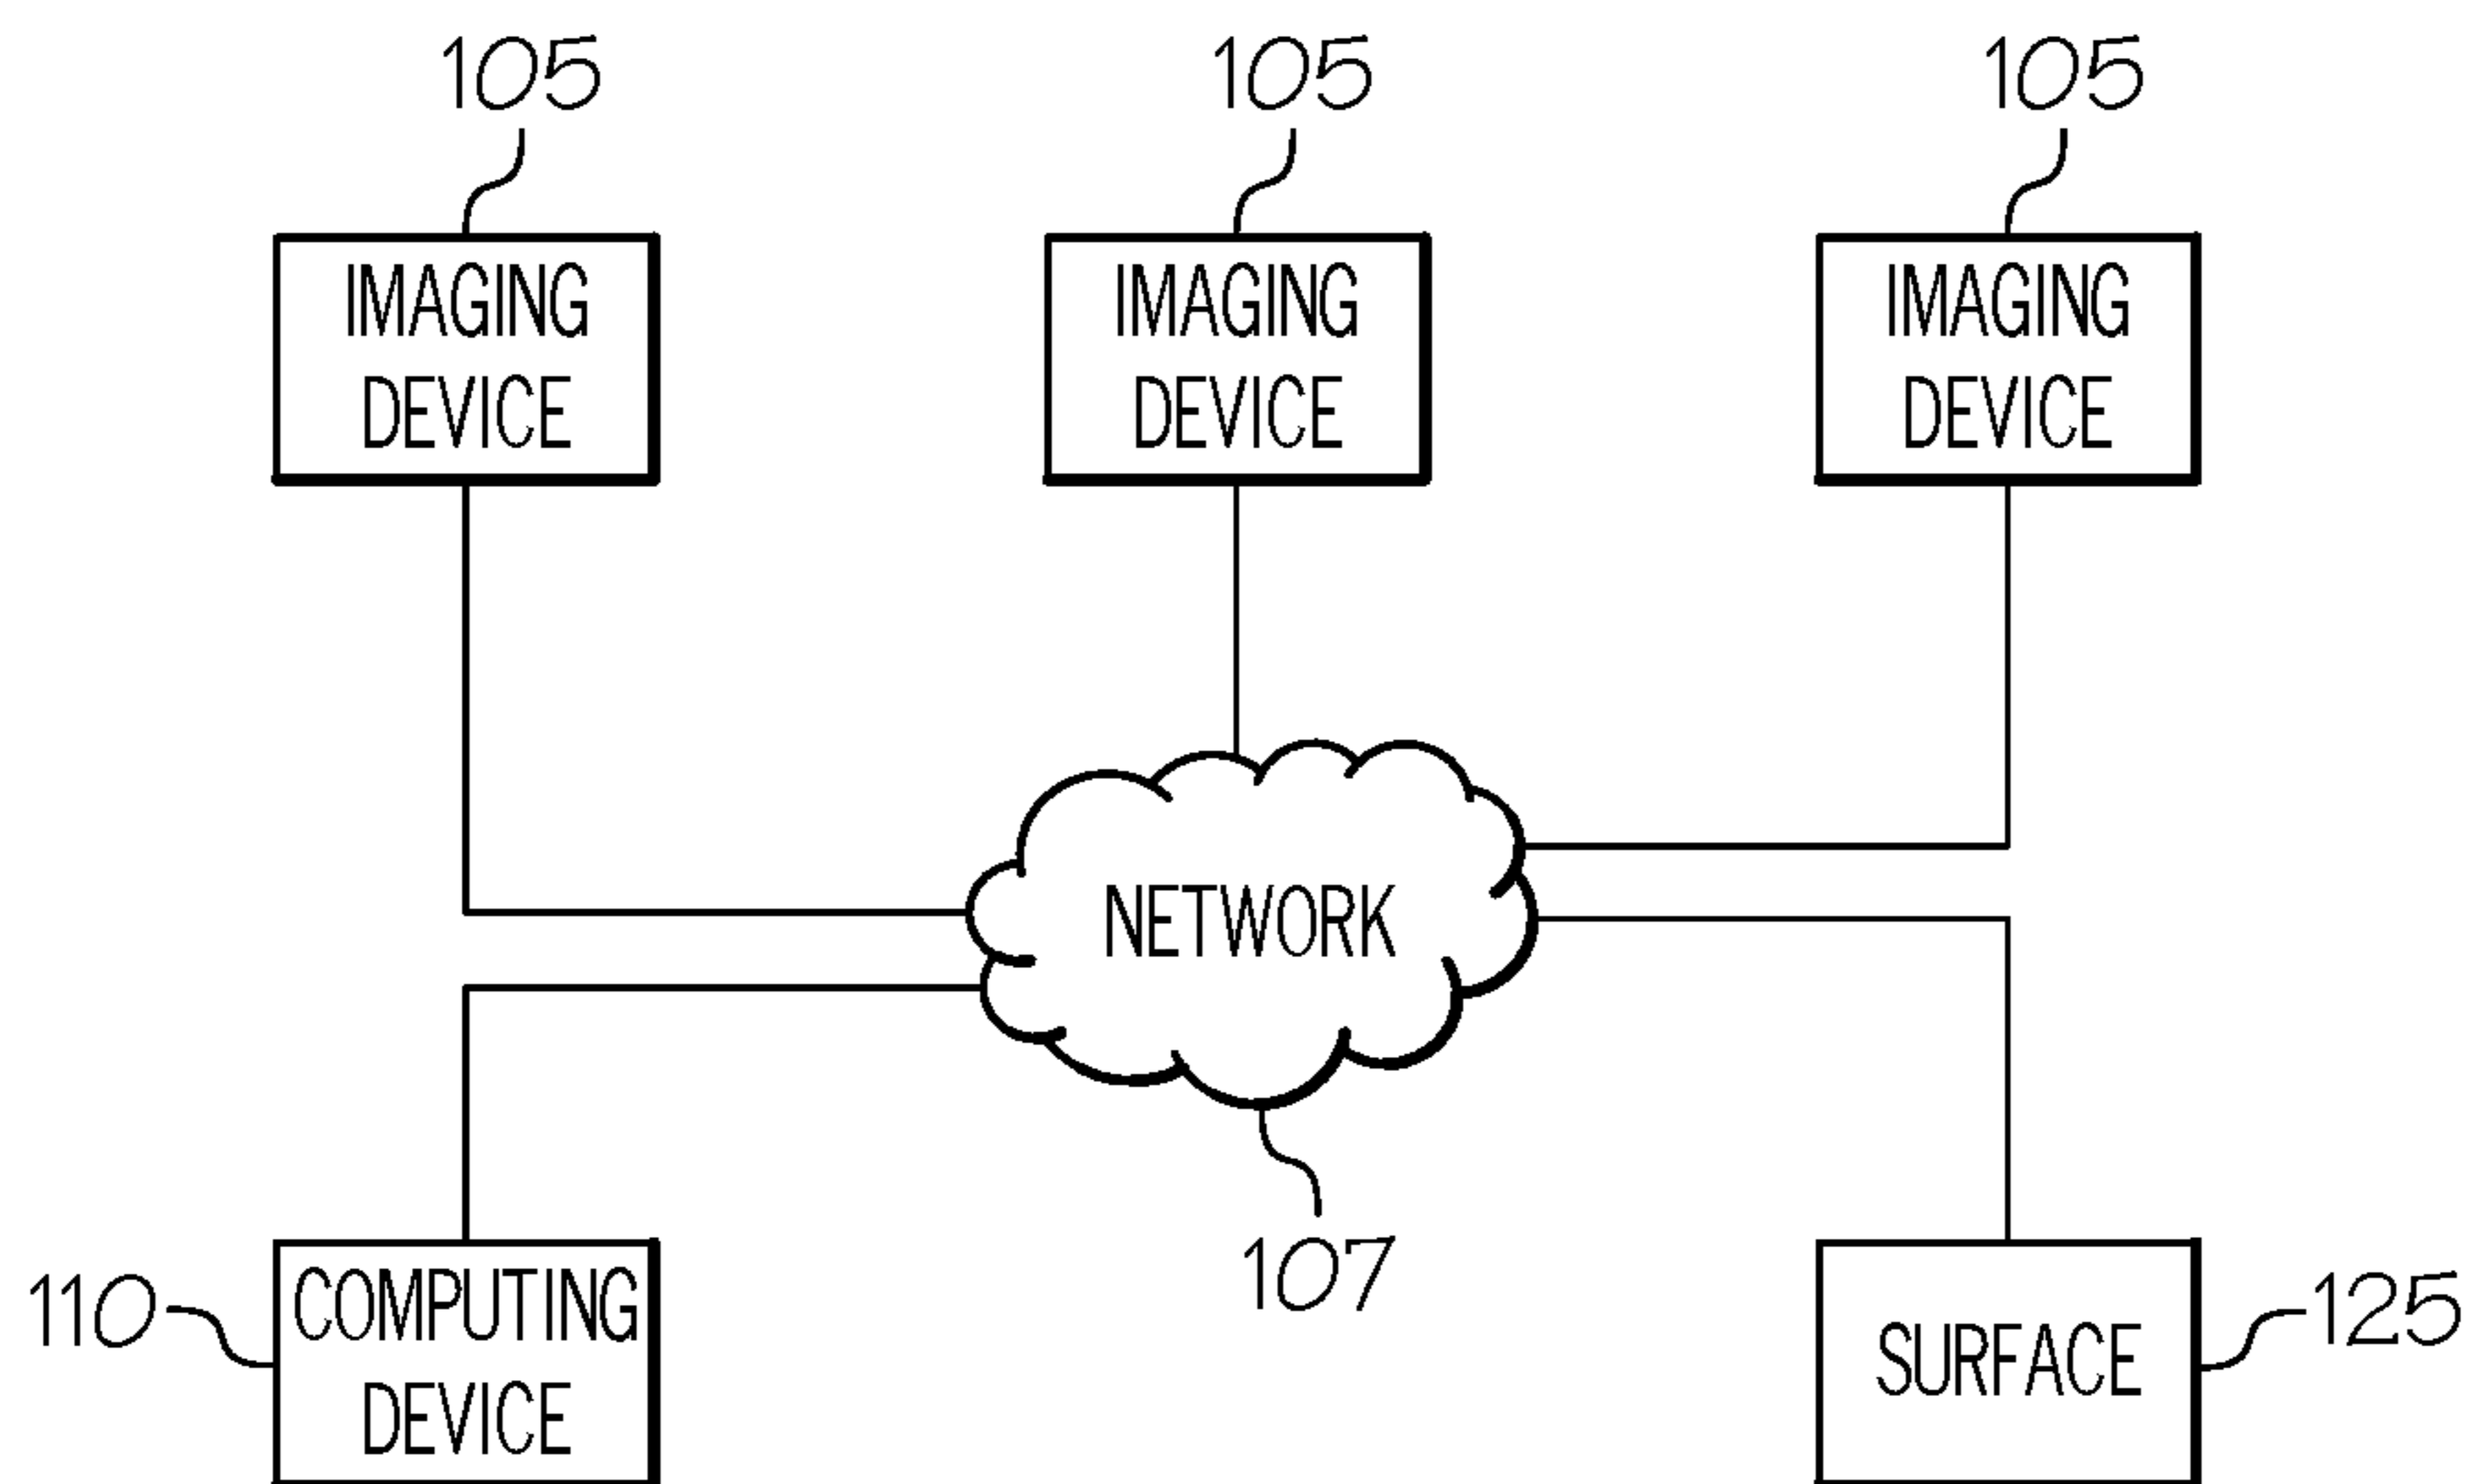 105 105 105
IMAGING IMAGING IMAGING
DEVICE DEVICE DEVICE
NETWORK
107
110 COMPUTING
DEVICE
SURFACE 125